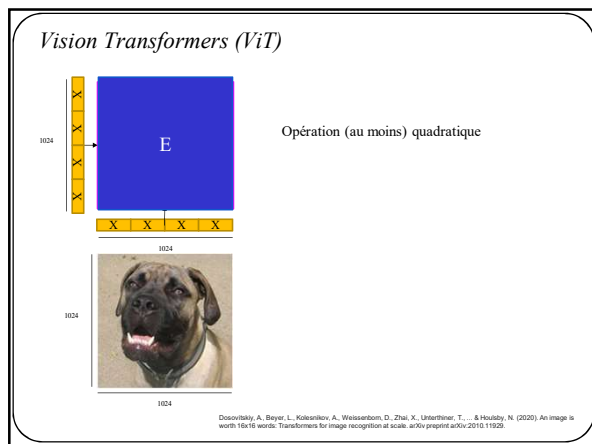 Vision Transformers (ViT)
X
X
X
X
1024
E
Opération (au moins) quadratique
X X X X
1024
1024
1024
Dosovitskiy, A., Beyer, L., Kolesnikov, A., Weissenborn, D., Zhai, X., Unterthiner, T., ... & Houlsby, N. (2020). An image is
worth 16x16 words: Transformers for image recognition at scale. arXiv preprint arXiv:2010.11929.